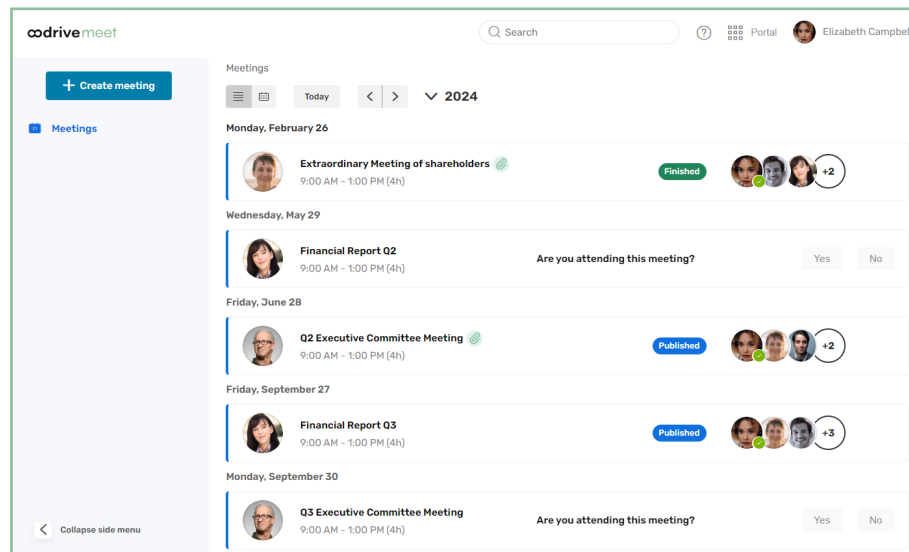 oodrivemeet
Search
?
Portal
Elizabeth Campbel
Create meeting
Meetings
Meetings
Today
2024
Monday, February 26
Extraordinary Meeting of shareholders
9:00 AM - 1:00 PM (4h)
Finished
+2
Wednesday, May 29
Financial Report Q2
9:00 AM - 1:00 PM (4h)
Are you attending this meeting?
Yes
No
Friday, June 28
Q2 Executive Committee Meeting
9:00 AM - 1:00 PM (4h)
Published
+2
Friday, September 27
Financial Report Q3
9:00 AM - 1:00 PM (4h)
Published
+3
Monday, September 30
Q3 Executive Committee Meeting
9:00 AM - 1:00 PM (4h)
Are you attending this meeting?
Yes
No
Collapse side menu